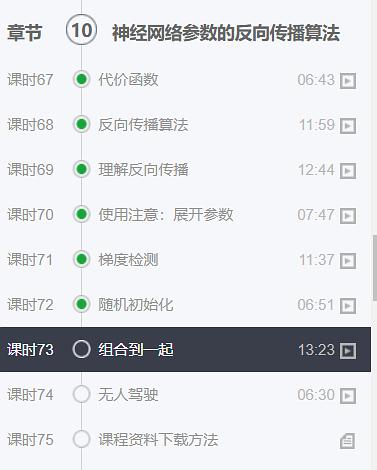 章节 10 神经网络参数的反向传播算法
课时67 代价函数 06:43
课时68 反向传播算法 11:59
课时69 理解反向传播 12:44
课时70 使用注意：展开参数 07:47
课时71 梯度检测 11:37
课时72 随机初始化 06:51
课时73 组合到一起 13:23
课时74 无人驾驶 06:30
课时75 课程资料下载方法